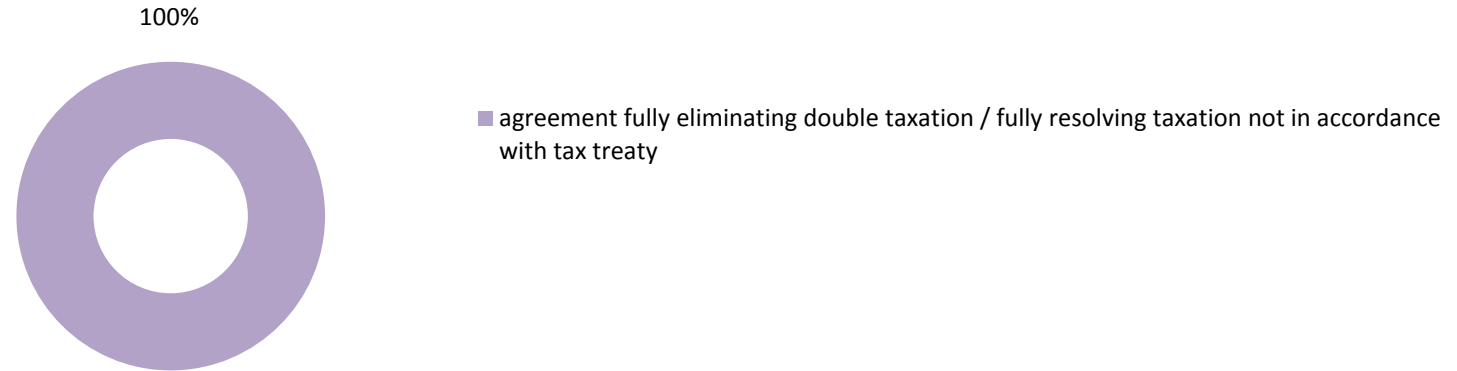 100%
agreement fully eliminating double taxation / fully resolving taxation not in accordance
with tax treaty